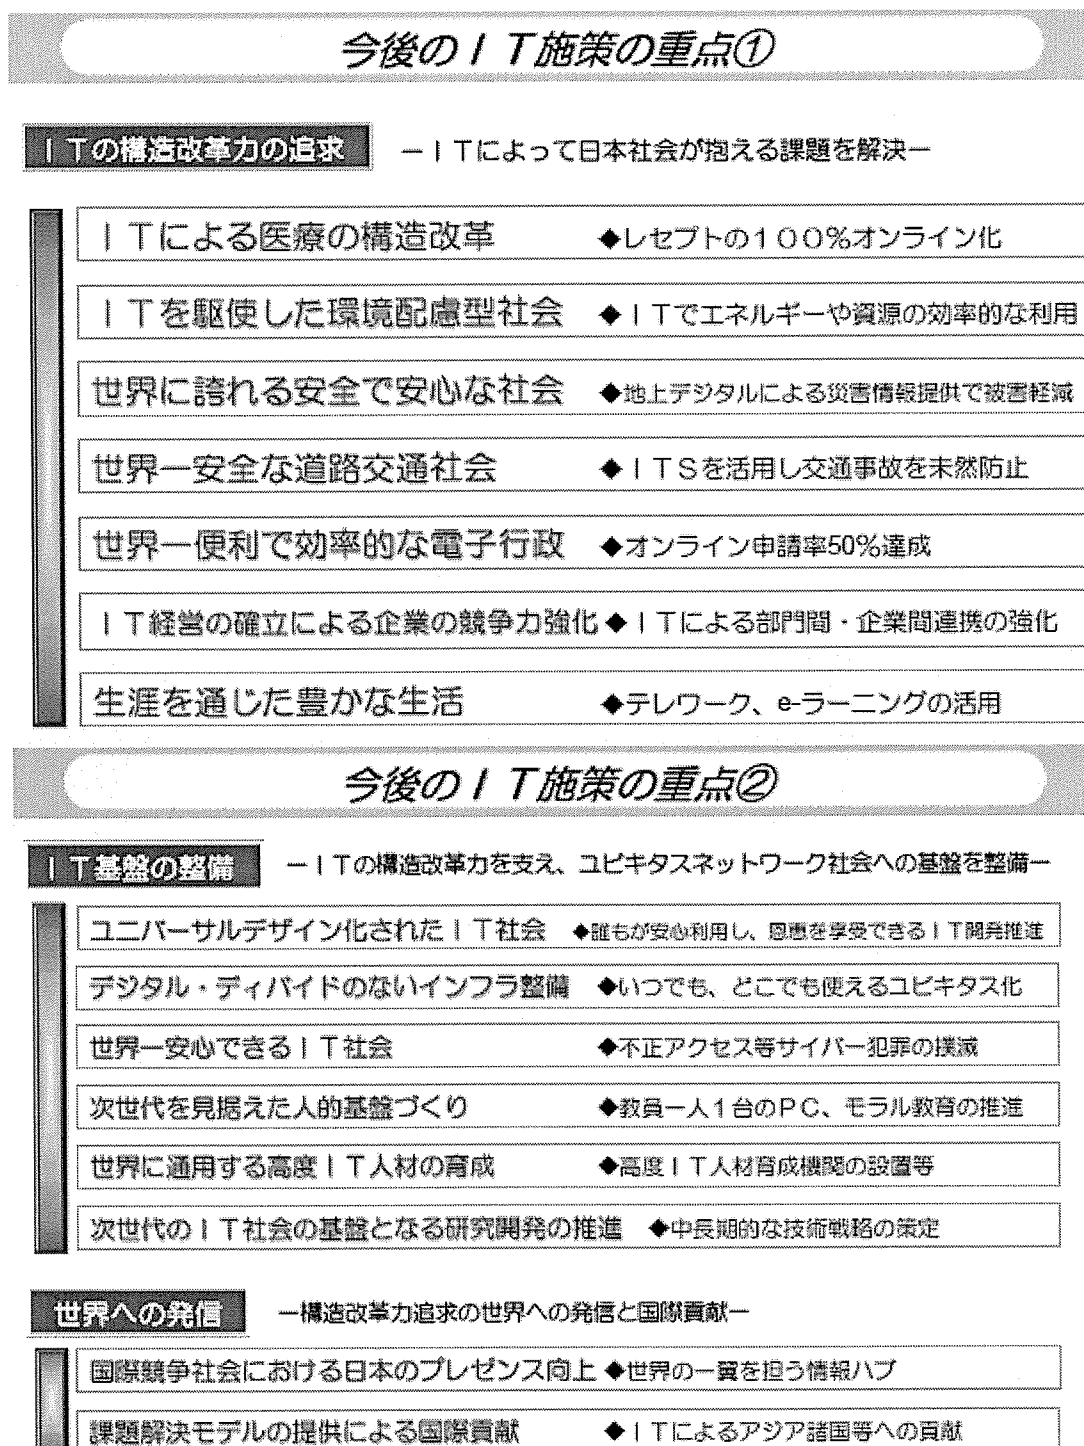 今後のIT施策の重点①
ITの構造改革力の追求 －ITによって日本社会が抱える課題を解決－
ITによる医療の構造改革 ◆レセプトの100％オンライン化
ITを駆使した環境配慮型社会 ◆ITでエネルギーや資源の効率的な利用
世界に誇れる安全で安心な社会 ◆地上デジタルによる災害情報提供で被害軽減
世界一安全な道路交通社会 ◆ITSを活用し交通事故を未然防止
世界一便利で効率的な電子行政 ◆オンライン申請率50％達成
IT経営の確立による企業の競争力強化 ◆ITによる部門間・企業間連携の強化
生涯を通じた豊かな生活 ◆テレワーク、e-ラーニングの活用
今後のIT施策の重点②
IT基盤の整備 －ITの構造改革力を支え、ユビキタスネットワーク社会への基盤を整備－
ユニバーサルデザイン化されたIT社会 ◆誰もが安心利用し、恩恵を享受できるIT開発推進
デジタル・ディバイドのないインフラ整備 ◆いつでも、どこでも使えるユビキタス化
世界一安心できるIT社会 ◆不正アクセス等サイバー犯罪の撲滅
次世代を見据えた人的基盤づくり ◆教員一人1台のPC、モラル教育の推進
世界に通用する高度IT人材の育成 ◆高度IT人材育成機関の設置等
次世代のIT社会の基盤となる研究開発の推進 ◆中長期的な技術戦略の策定
世界への発信 －構造改革力追求の世界への発信と国際貢献－
国際競争社会における日本のプレゼンス向上 ◆世界の一翼を担う情報ハブ
課題解決モデルの提供による国際貢献 ◆ITによるアジア諸国等への貢献